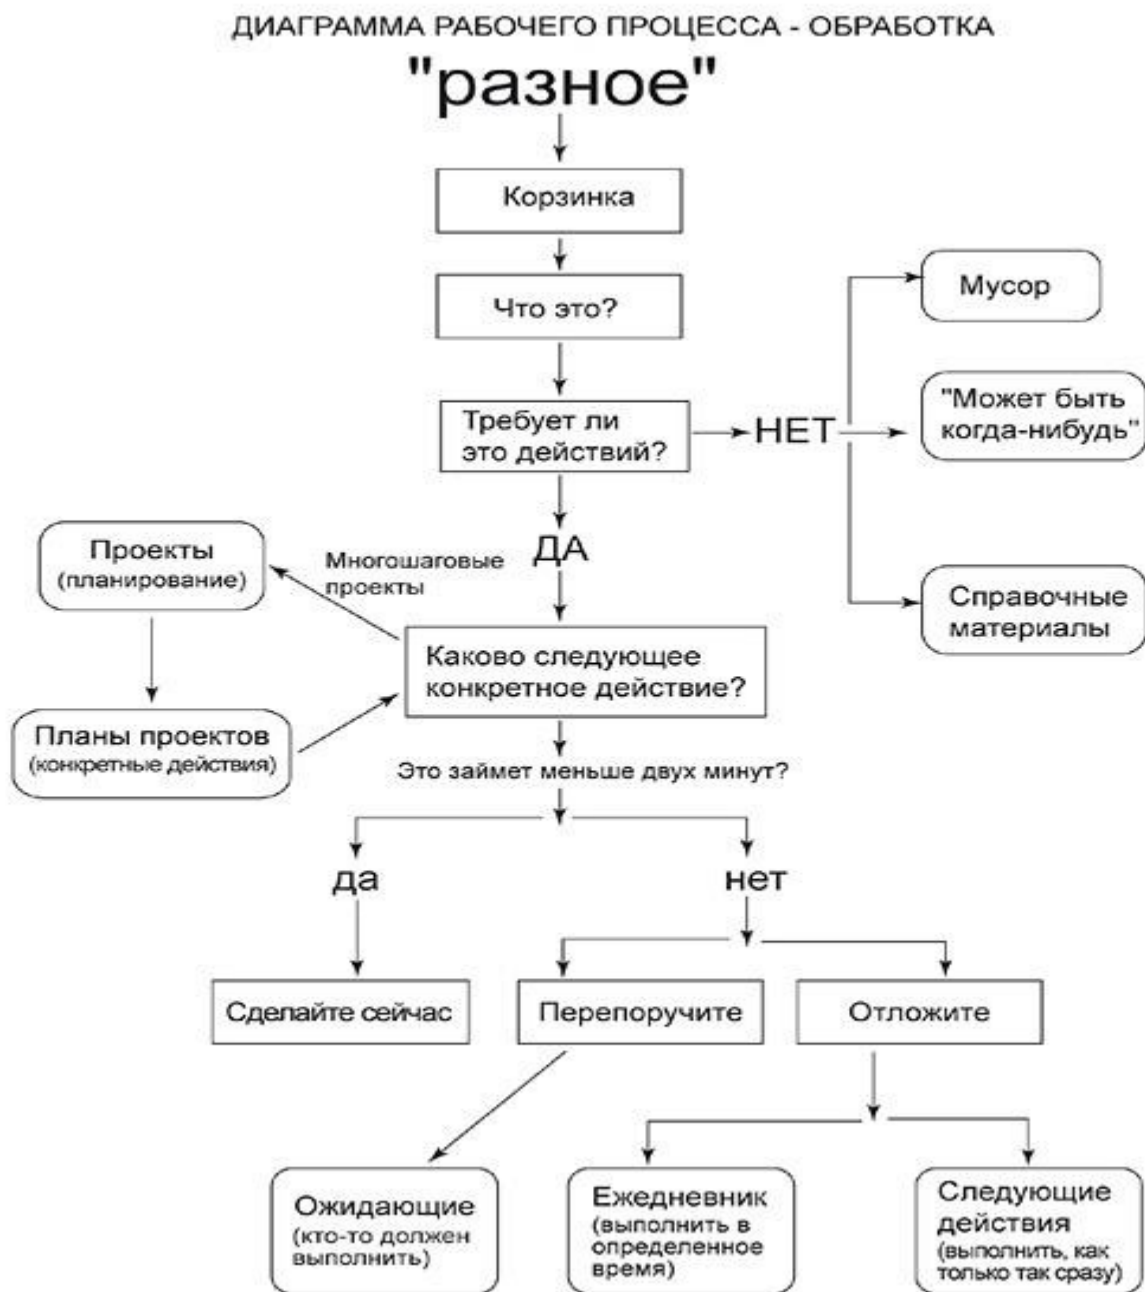 ДИАГРАММА РАБОЧЕГО ПРОЦЕССА - ОБРАБОТКА
"разное"
Корзинка
Что это?
Мусор
Требует ли
это действий?
НЕТ
"Может быть
когда-нибудь"
ДА
Справочные
материалы
Многошаговые
проекты
Проекты
(планирование)
Каково следующее
конкретное действие?
Планы проектов
(конкретные действия)
Это займет меньше двух минут?
да
нет
Сделайте сейчас
Перепоручите
Отложите
Ожидающие
(кто-то должен
выполнить)
Ежедневник
(выполнить в
определенное
время)
Следующие
действия
(выполнить, как
только так сразу)